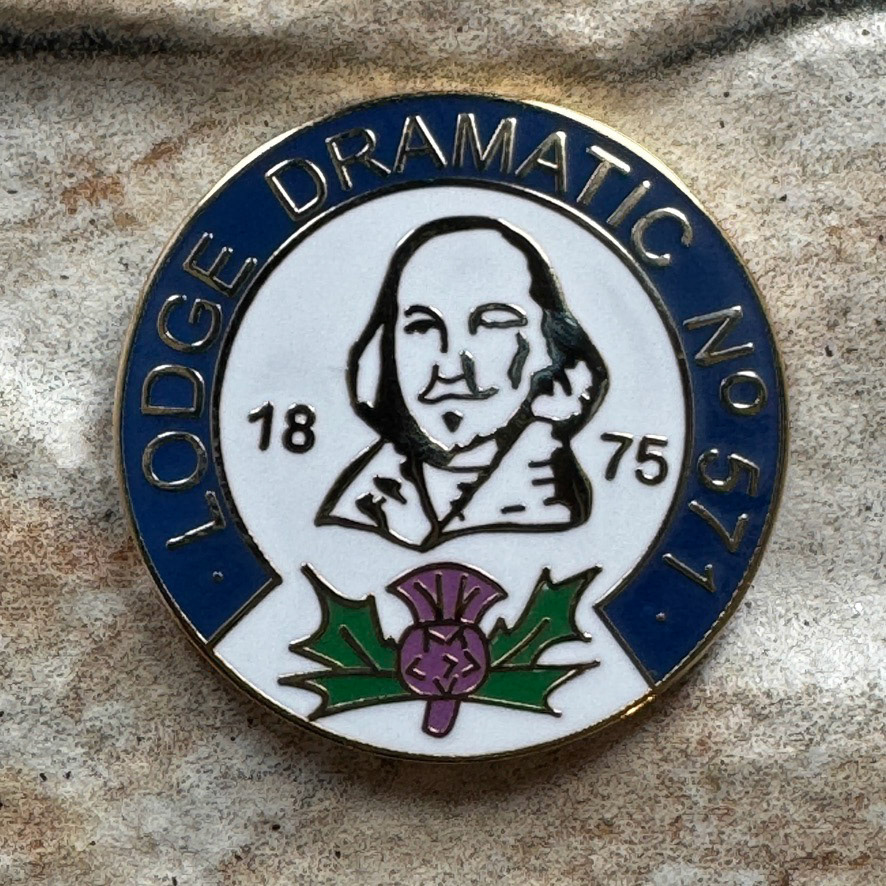 LODGE DRAMATIC No 571
18 75